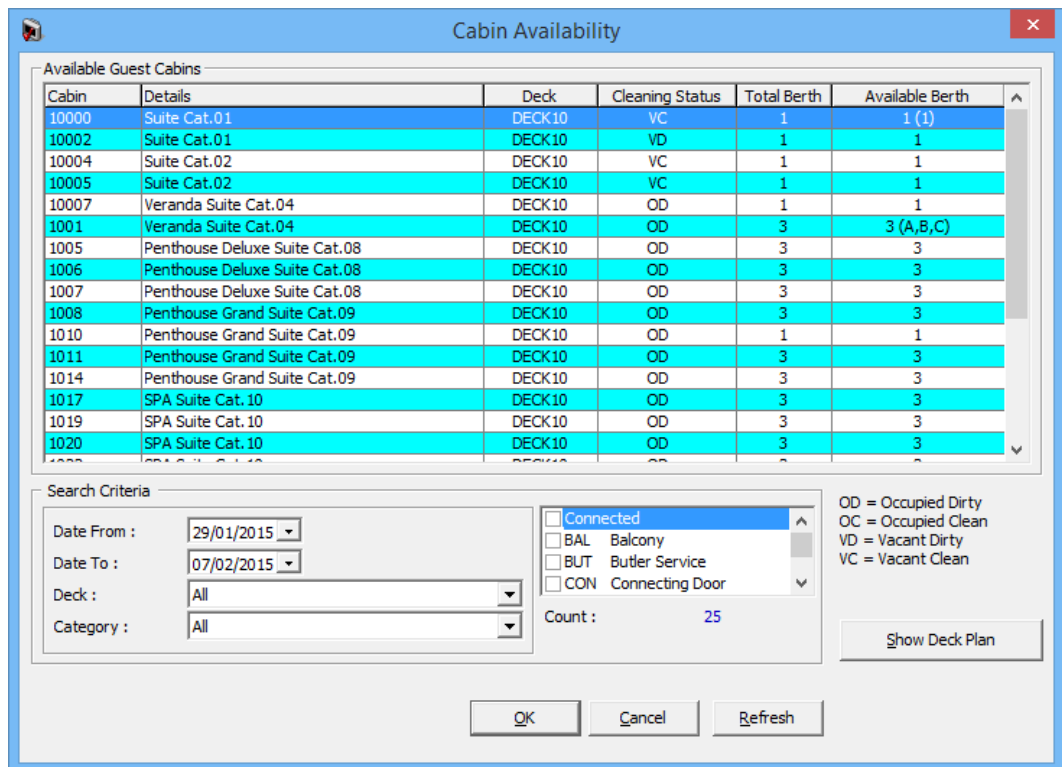 Cabin Availability
Available Guest Cabins
Cabin Details Deck Cleaning Status Total Berth Available Berth
10000 Suite Cat.01 DECK10 VC 1 1 (1)
10002 Suite Cat.01 DECK10 VD 1 1
10004 Suite Cat.02 DECK10 VC 1 1
10005 Suite Cat.02 DECK10 VC 1 1
10007 Veranda Suite Cat.04 DECK10 OD 1 1
1001 Veranda Suite Cat.04 DECK10 OD 3 3 (A,B,C)
1005 Penthouse Deluxe Suite Cat.08 DECK10 OD 3 3
1006 Penthouse Deluxe Suite Cat.08 DECK10 OD 3 3
1007 Penthouse Deluxe Suite Cat.08 DECK10 OD 3 3
1008 Penthouse Grand Suite Cat.09 DECK10 OD 3 3
1010 Penthouse Grand Suite Cat.09 DECK10 OD 1 1
1011 Penthouse Grand Suite Cat.09 DECK10 OD 3 3
1014 Penthouse Grand Suite Cat.09 DECK10 OD 3 3
1017 SPA Suite Cat.10 DECK10 OD 3 3
1019 SPA Suite Cat.10 DECK10 OD 3 3
1020 SPA Suite Cat.10 DECK10 OD 3 3
Search Criteria
Date From : 29/01/2015
Date To : 07/02/2015
Deck : All
Category : All
Connected
BAL Balcony
BUT Butler Service
CON Connecting Door
Count : 25
OD = Occupied Dirty
OC = Occupied Clean
VD = Vacant Dirty
VC = Vacant Clean
Show Deck Plan
OK Cancel Refresh